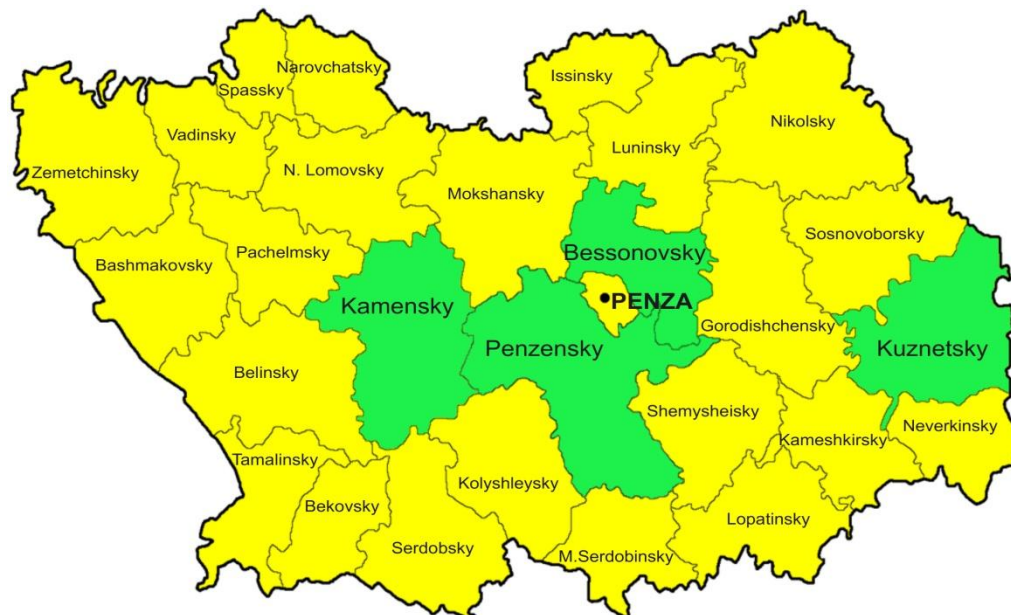 Narovchatsky
Issinsky
Spassky
Nikolsky
Vadinsky
Luninsky
Zemetchinsky
N. Lomovsky
Mokshansky
Sosnovoborsky
Pachelmsky
Bessonovsky
Bashmakovsky
Kamensky
PENZA
Gorodishchensky
Penzensky
Kuznetsky
Belinsky
Shemysheisky
Neverkinsky
Kameshkirsky
Tamalinsky
Kolyshleysky
Bekovsky
Lopatinsky
Serdobsky
M.Serdobinsky